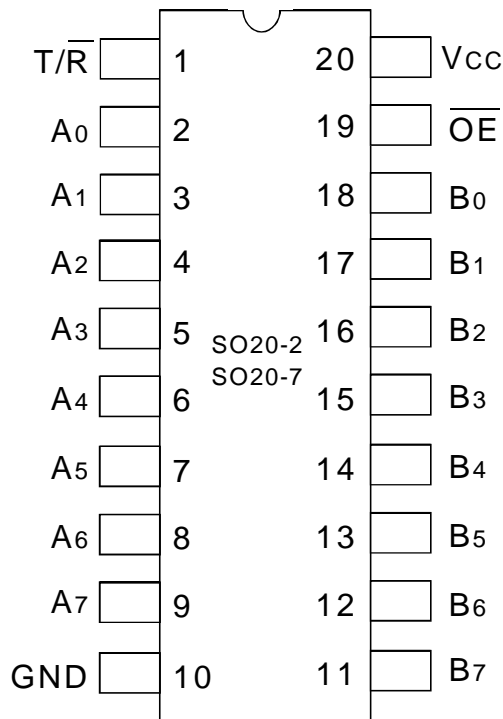 T/R̅ 1 20 VCC
A0 2 19 O̅E̅
A1 3 18 B0
A2 4 17 B1
A3 5 16 B2
SO20-2
SO20-7
A4 6 15 B3
A5 7 14 B4
A6 8 13 B5
A7 9 12 B6
GND 10 11 B7